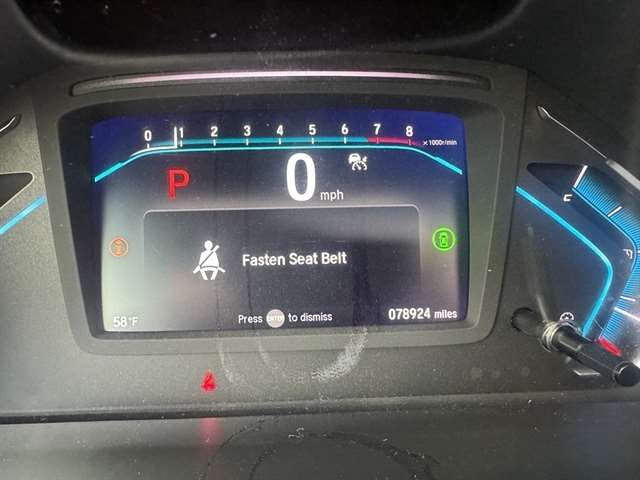 0 1 2 3 4 5 6 7 8 x1000r/min
P 0 mph
Fasten Seat Belt
58°F Press ENTER to dismiss 078924 miles
F